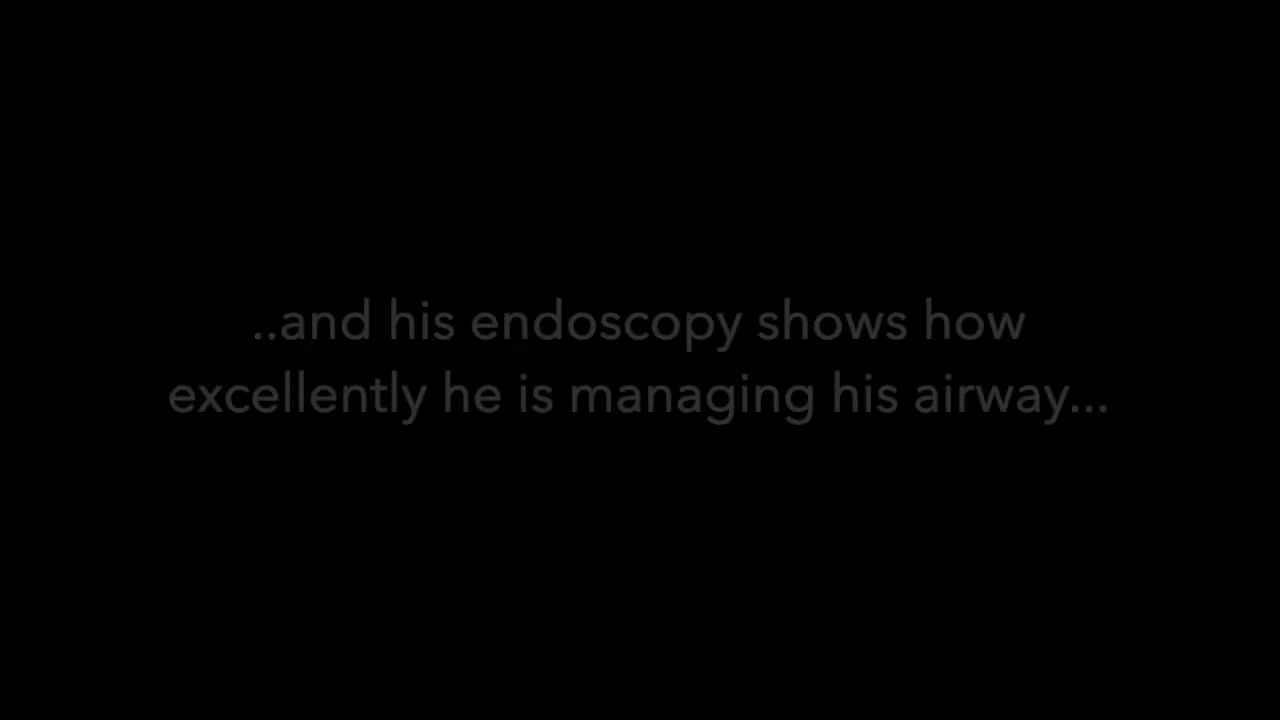 ..and his endoscopy shows how
excellently he is managing his airway...